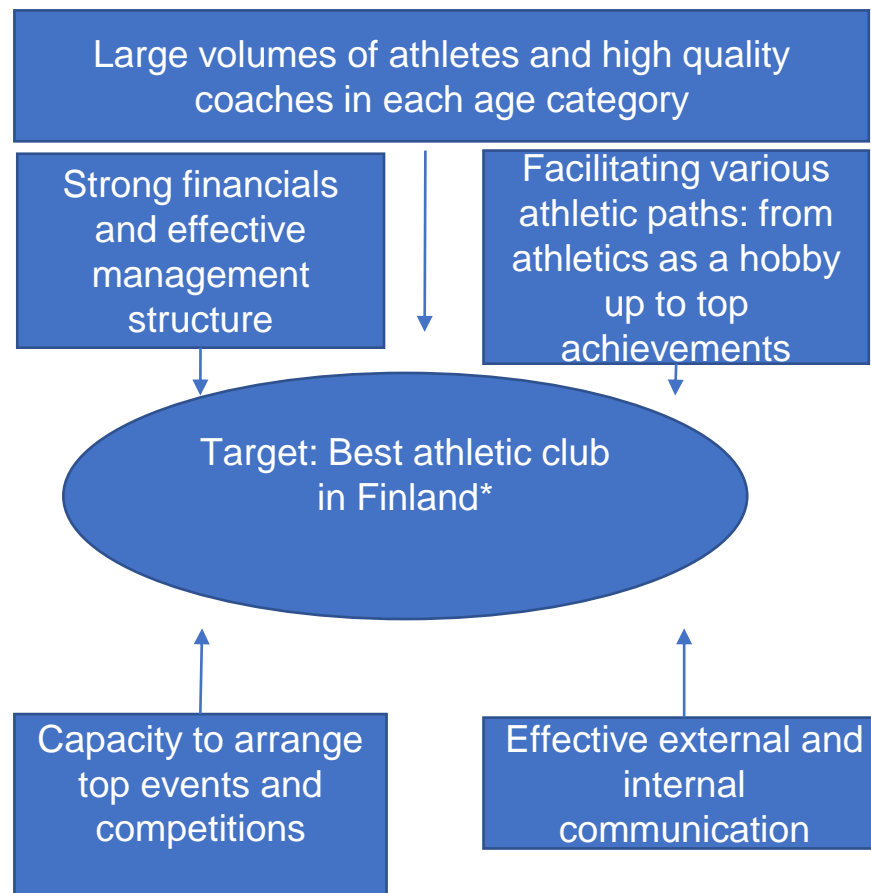 Large volumes of athletes and high quality
coaches in each age category
Strong financials
and effective
management
structure
Facilitating various
athletic paths: from
athletics as a hobby
up to top
achievements
Target: Best athletic club
in Finland*
Capacity to arrange
top events and
competitions
Effective external and
internal
communication